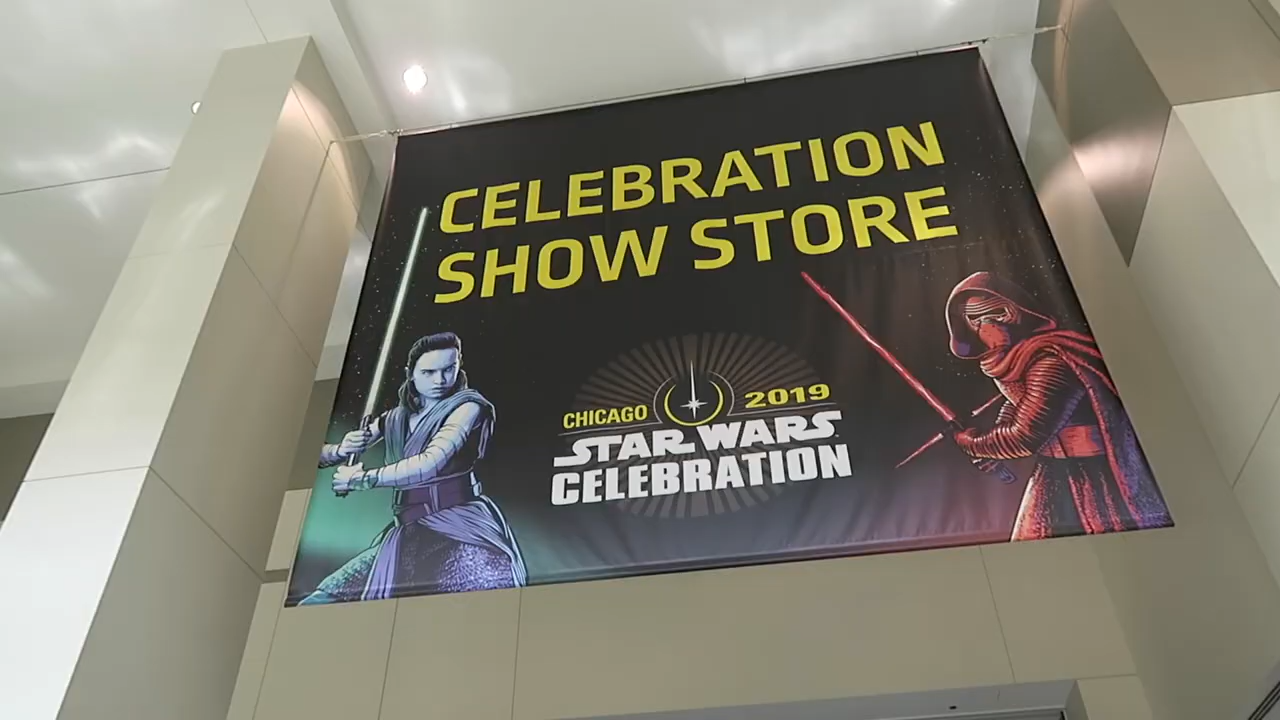 CELEBRATION
SHOW STORE
CHICAGO 2019
STAR WARS
CELEBRATION